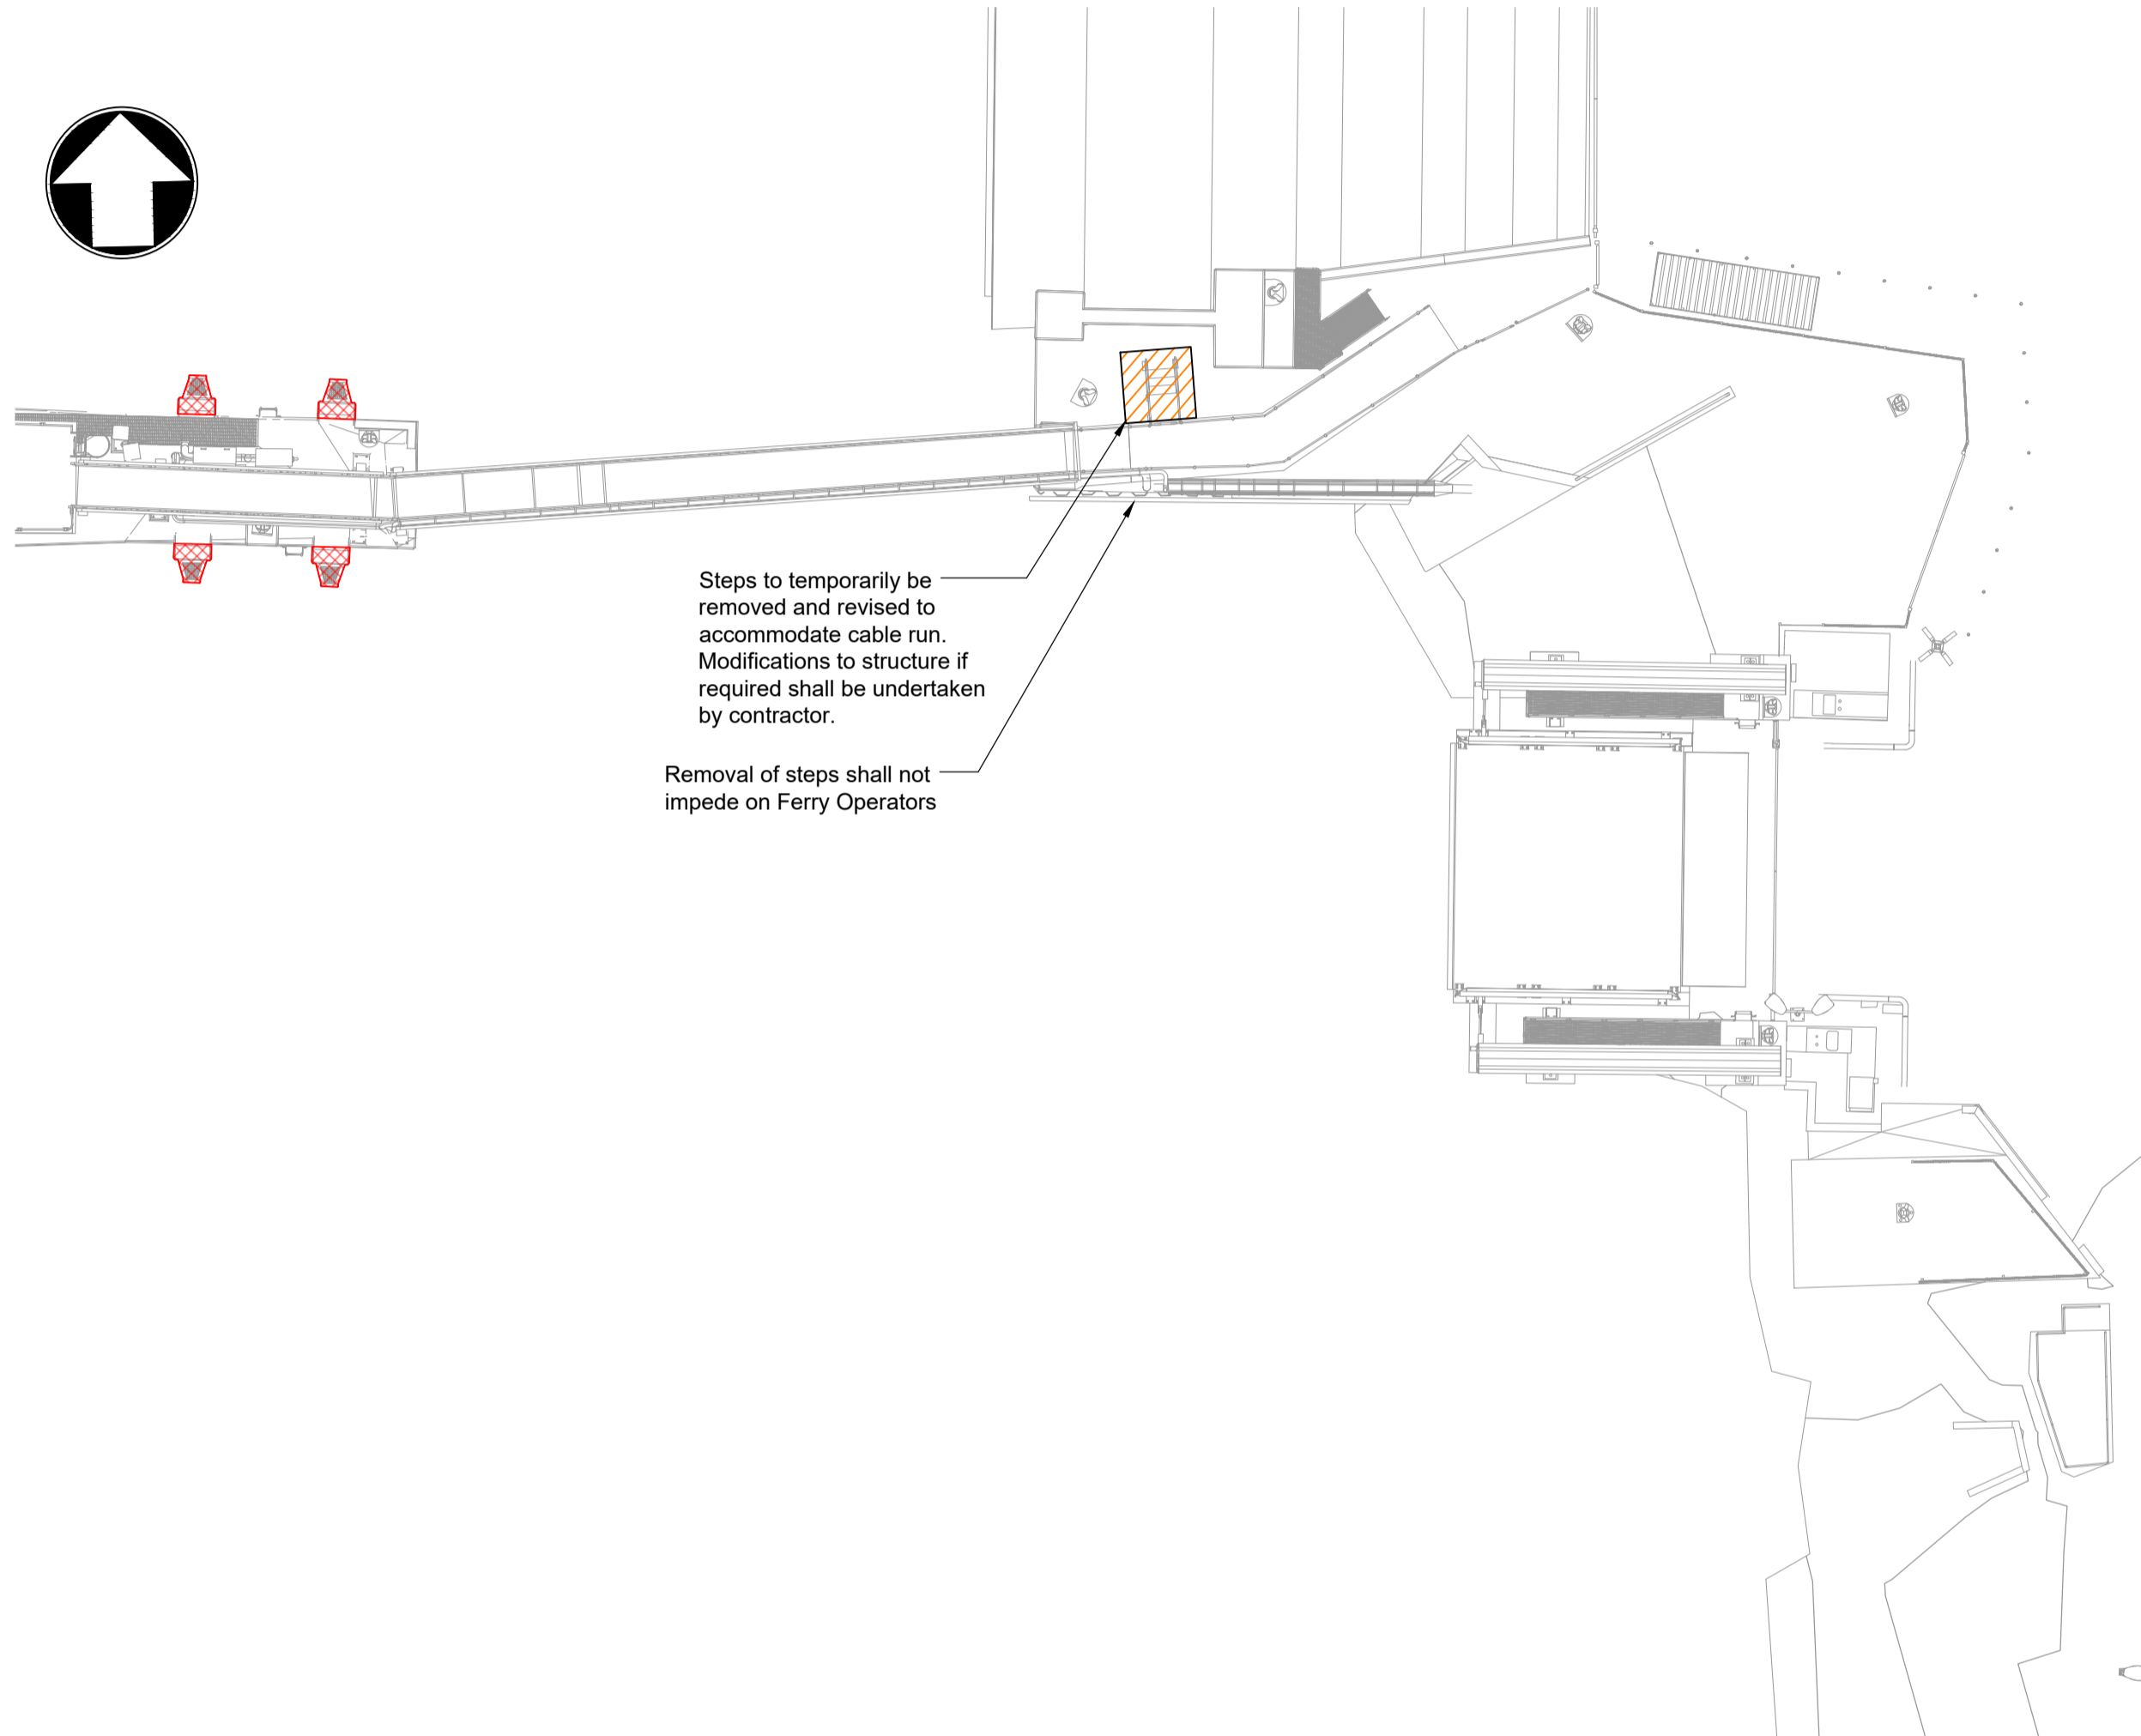 Steps to temporarily be
removed and revised to
accommodate cable run.
Modifications to structure if
required shall be undertaken
by contractor.
Removal of steps shall not
impede on Ferry Operators